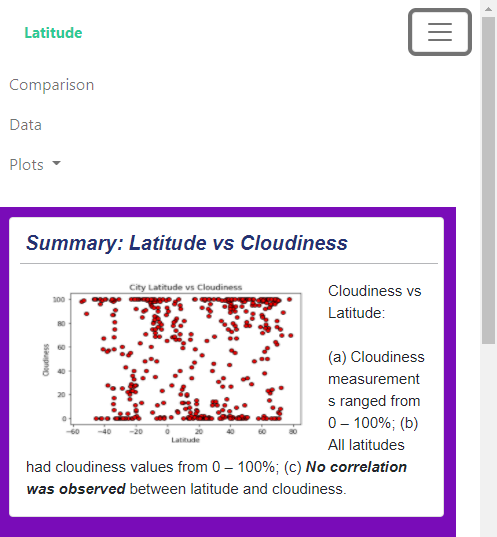 Latitude
Comparison
Data
Plots
Summary: Latitude vs Cloudiness
City Latitude vs Cloudiness
100
80
60
40
20
0
Cloudiness
−60 −40 −20 0 20 40 60 80
Latitude
Cloudiness vs
Latitude:
(a) Cloudiness
measurement
s ranged from
0 – 100%; (b)
All latitudes
had cloudiness values from 0 – 100%; (c) No correlation
was observed between latitude and cloudiness.